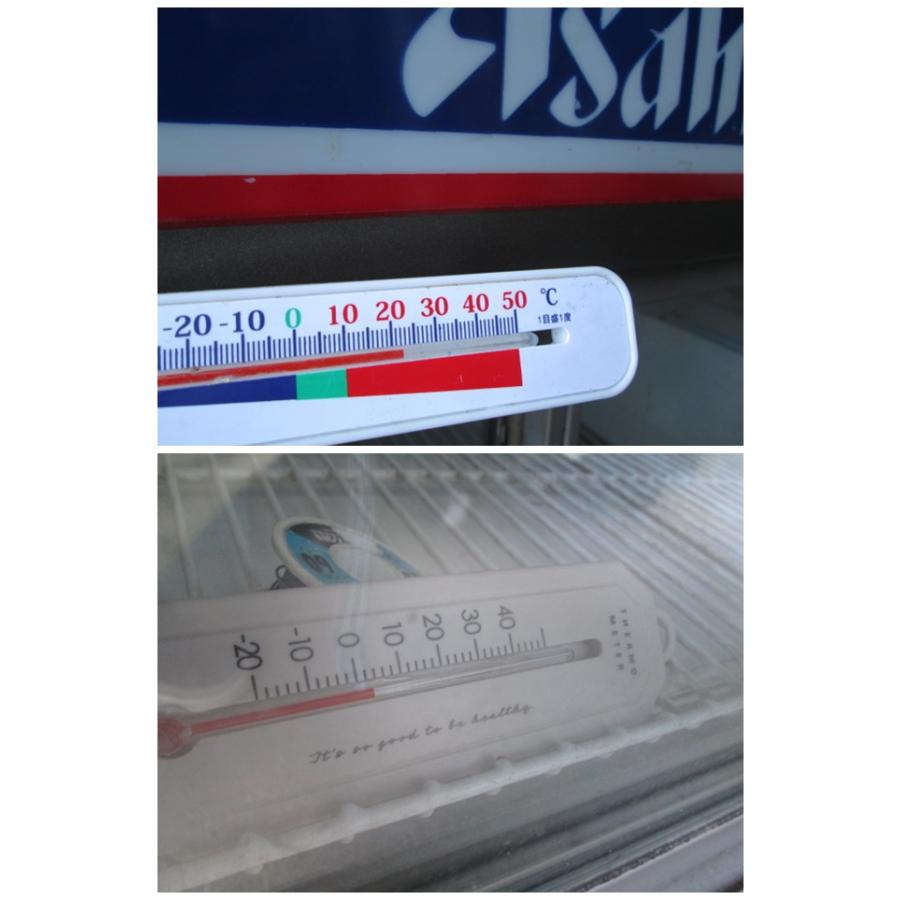 Asah
-20 -10 0 10 20 30 40 50 °C
1目盛1度
-20 -10 0 10 20 30 40
THERMO
METER
It's so good to be healthy